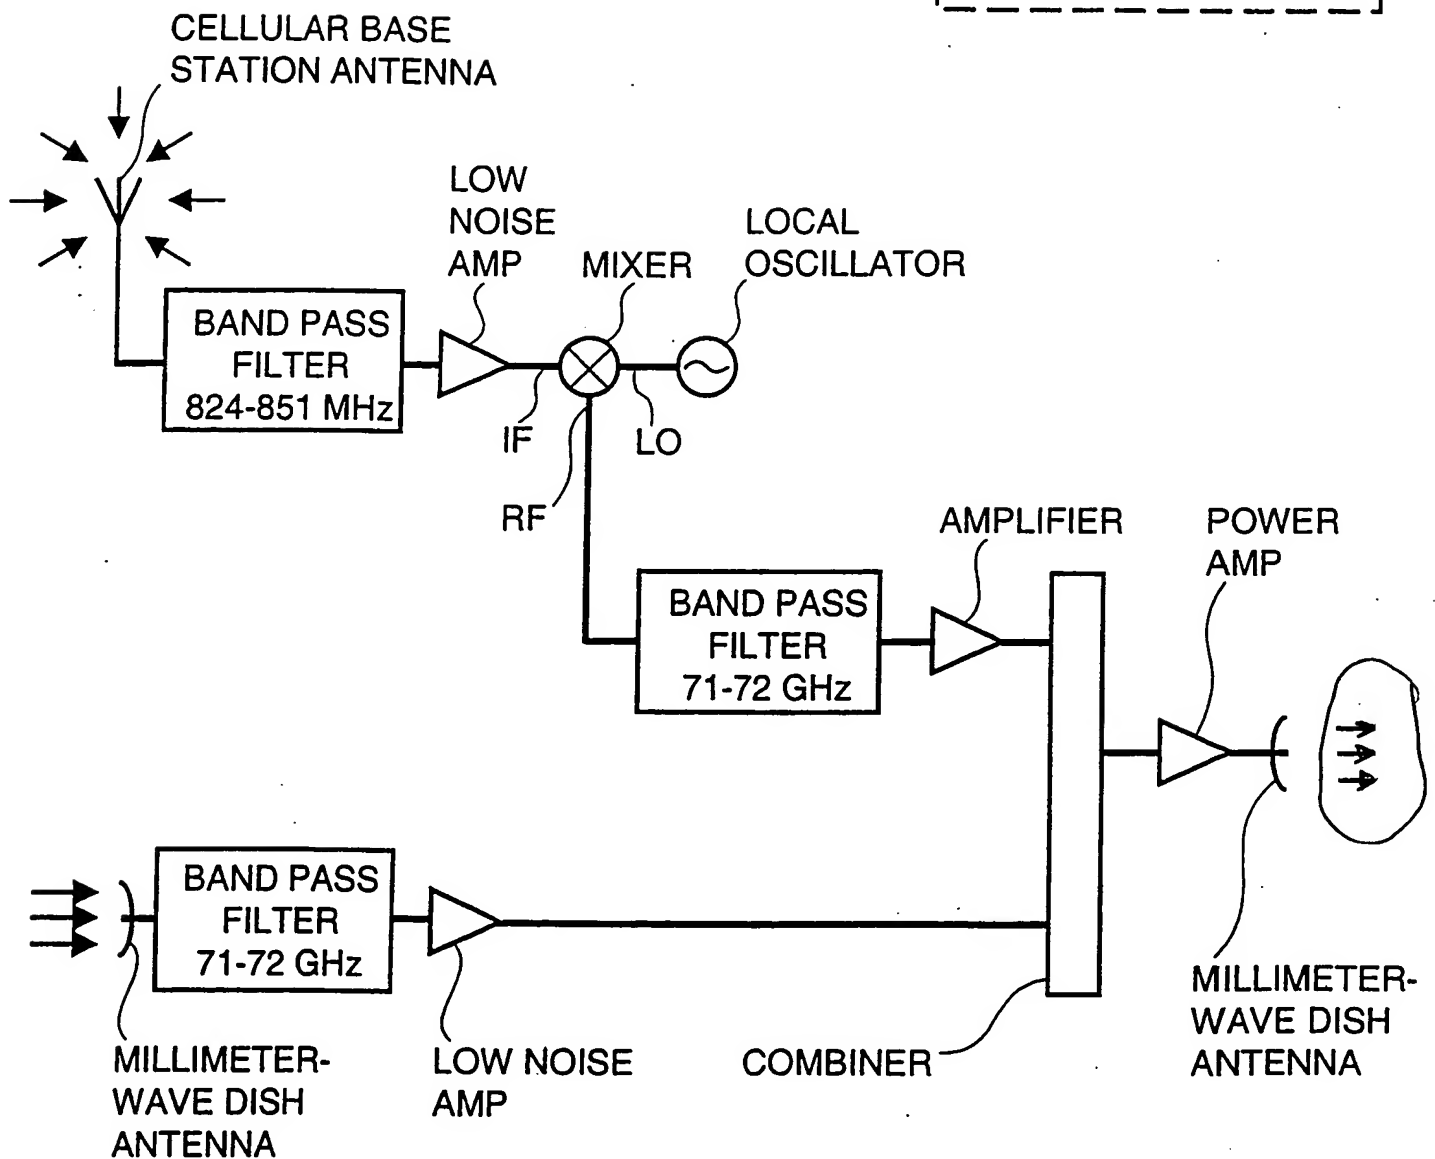 CELLULAR BASE
STATION ANTENNA
LOW
NOISE
AMP
MIXER
LOCAL
OSCILLATOR
BAND PASS
FILTER
824-851 MHz
IF
LO
RF
AMPLIFIER
POWER
AMP
BAND PASS
FILTER
71-72 GHz
BAND PASS
FILTER
71-72 GHz
MILLIMETER-
WAVE DISH
ANTENNA
LOW NOISE
AMP
COMBINER
MILLIMETER-
WAVE DISH
ANTENNA